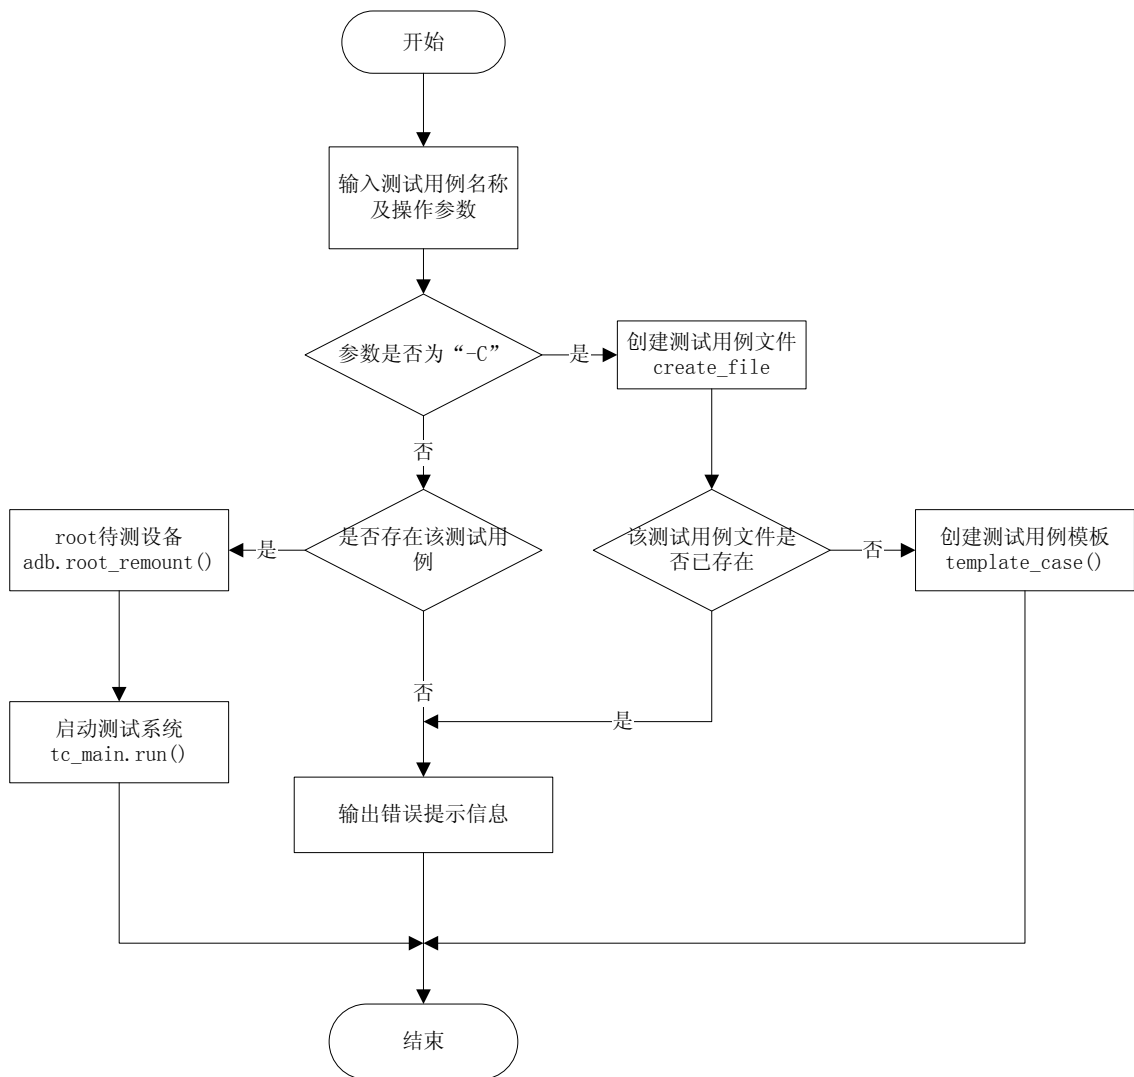 开始
输入测试用例名称
及操作参数
参数是否为“-C”
是
创建测试用例文件
create_file
否
root待测设备
adb.root_remount()
是
是否存在该测试用
例
该测试用例文件是
否已存在
否
创建测试用例模板
template_case()
否
是
启动测试系统
tc_main.run()
输出错误提示信息
结束